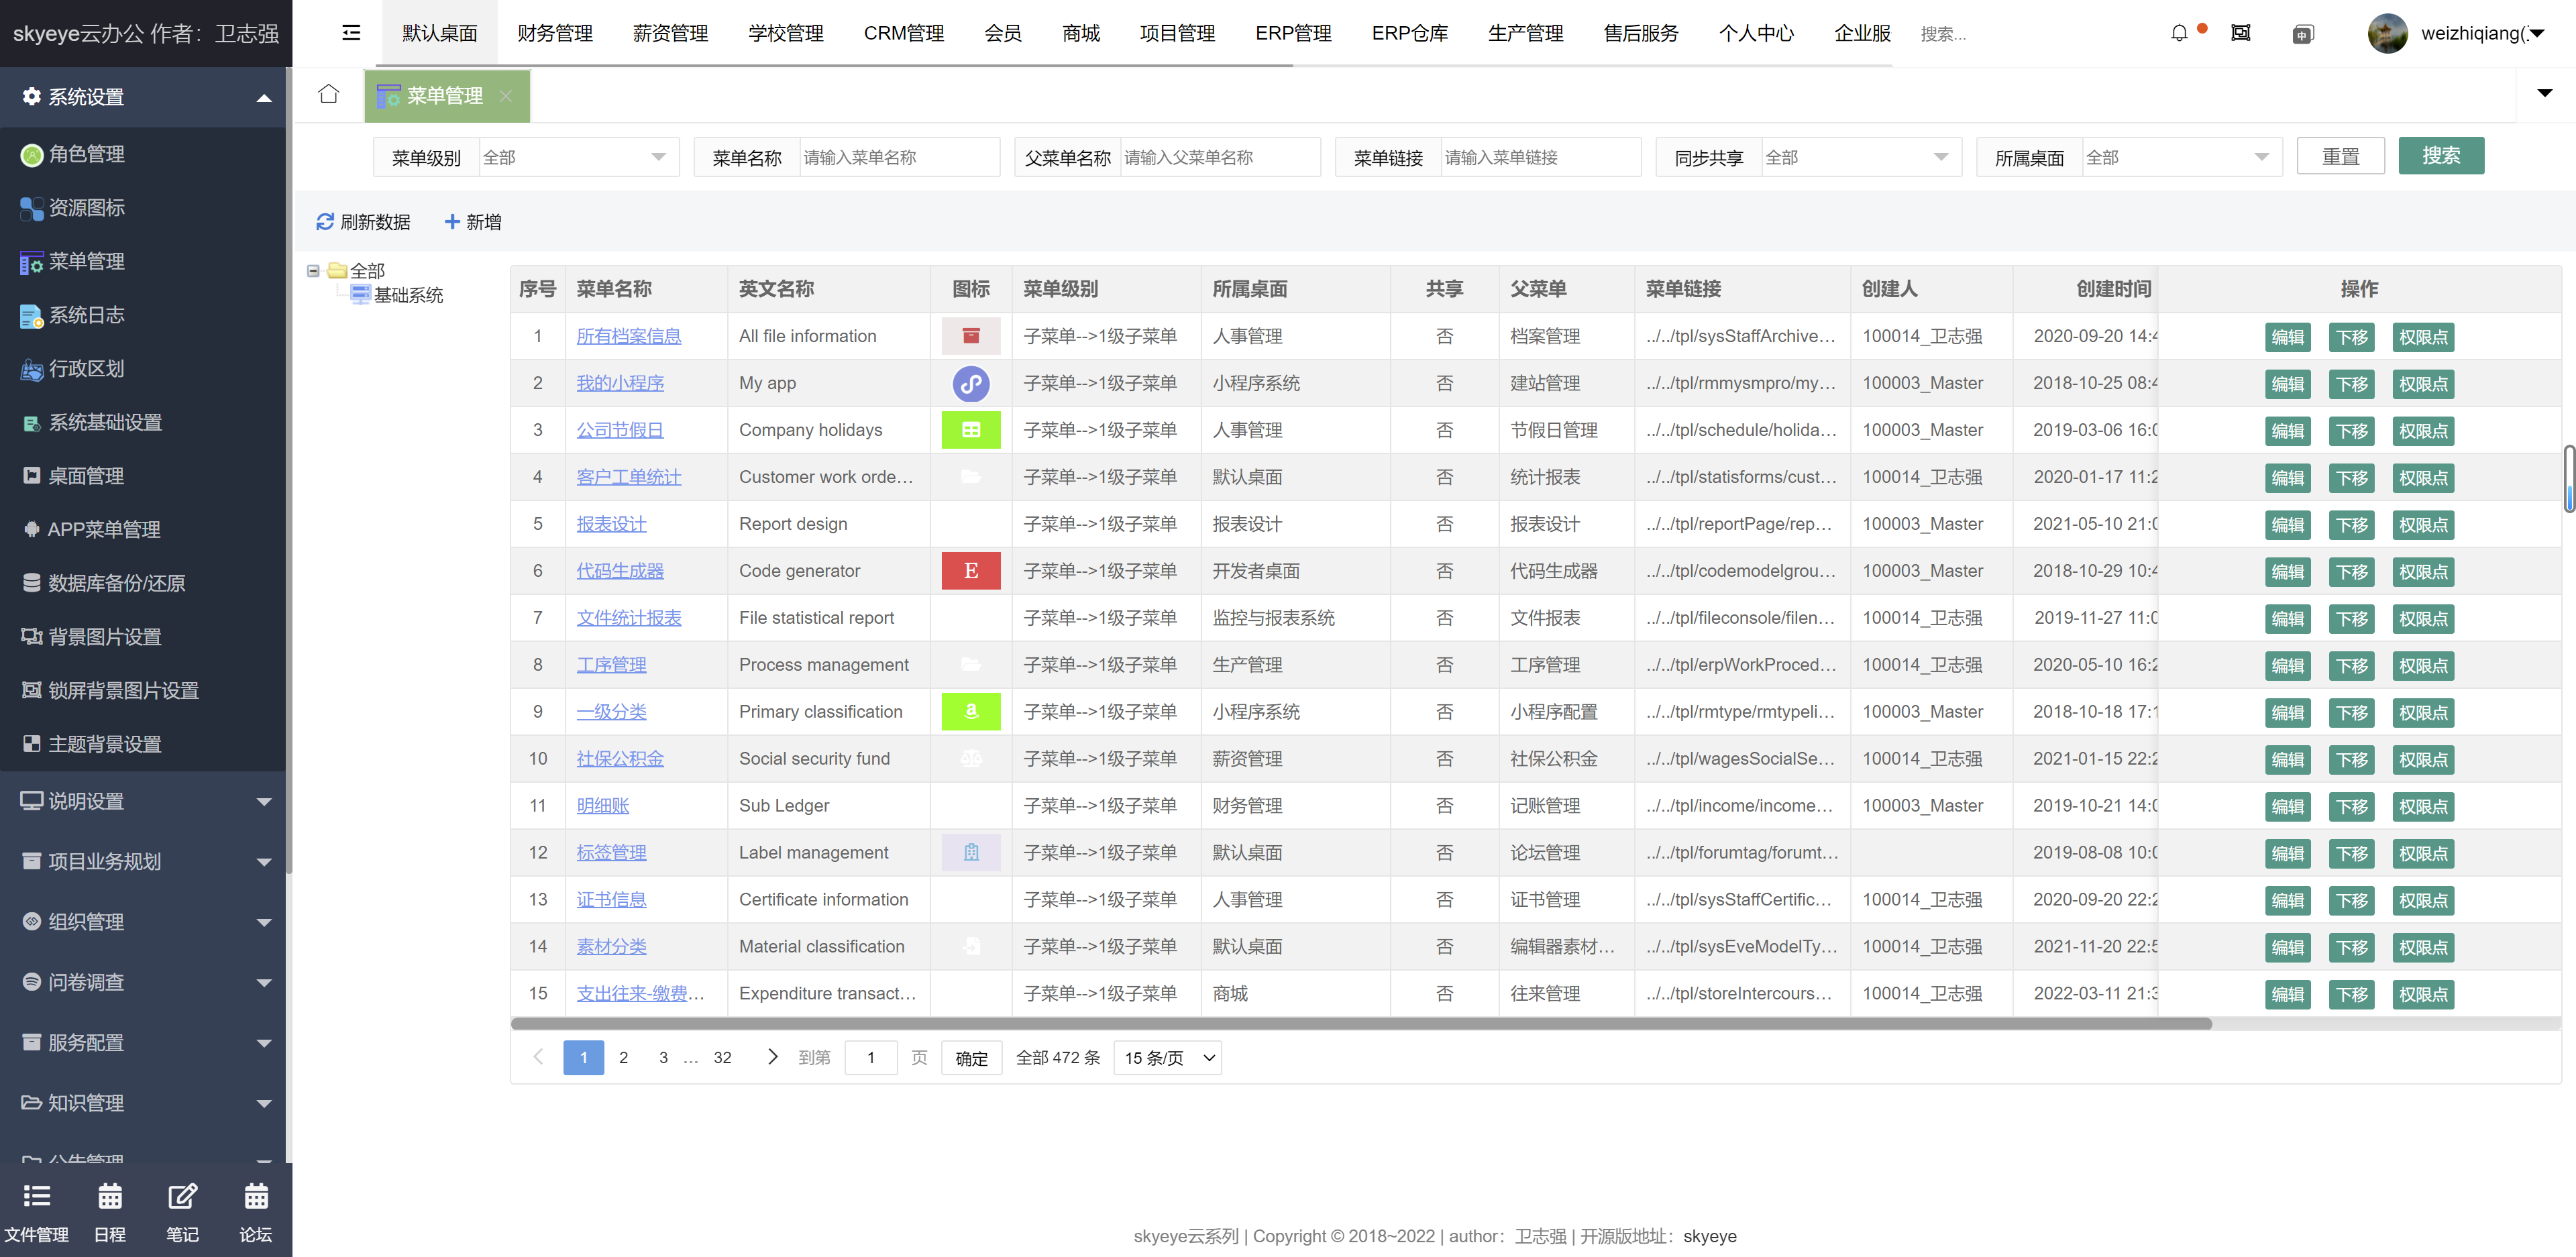 skyeye云办公 作者：卫志强
默认桌面 财务管理 薪资管理 学校管理 CRM管理 会员 商城 项目管理 ERP管理 ERP仓库 生产管理 售后服务 个人中心 企业服 搜索... 中 weizhiqiang(
系统设置
角色管理
资源图标
菜单管理
系统日志
行政区划
系统基础设置
桌面管理
APP菜单管理
数据库备份/还原
背景图片设置
锁屏背景图片设置
主题背景设置
说明设置
项目业务规划
组织管理
问卷调查
服务配置
知识管理
公告管理
文件管理 日程 笔记 论坛
菜单管理
菜单级别 全部 菜单名称 请输入菜单名称 父菜单名称 请输入父菜单名称 菜单链接 请输入菜单链接 同步共享 全部 所属桌面 全部 重置 搜索
刷新数据 新增
全部
基础系统
序号 菜单名称 英文名称 图标 菜单级别 所属桌面 共享 父菜单 菜单链接 创建人 创建时间 操作
1 所有档案信息 All file information 子菜单-->1级子菜单 人事管理 否 档案管理 ../../tpl/sysStaffArchive... 100014_卫志强 2020-09-20 14:4 编辑 下移 权限点
2 我的小程序 My app 子菜单-->1级子菜单 小程序系统 否 建站管理 ../../tpl/rmmysmpro/my... 100003_Master 2018-10-25 08:4 编辑 下移 权限点
3 公司节假日 Company holidays 子菜单-->1级子菜单 人事管理 否 节假日管理 ../../tpl/schedule/holida... 100003_Master 2019-03-06 16:0 编辑 下移 权限点
4 客户工单统计 Customer work orde... 子菜单-->1级子菜单 默认桌面 否 统计报表 ../../tpl/statisforms/cust... 100014_卫志强 2020-01-17 11:2 编辑 下移 权限点
5 报表设计 Report design 子菜单-->1级子菜单 报表设计 否 报表设计 ../../tpl/reportPage/rep... 100003_Master 2021-05-10 21:0 编辑 下移 权限点
6 代码生成器 Code generator E 子菜单-->1级子菜单 开发者桌面 否 代码生成器 ../../tpl/codemodelgrou... 100003_Master 2018-10-29 10:4 编辑 下移 权限点
7 文件统计报表 File statistical report 子菜单-->1级子菜单 监控与报表系统 否 文件报表 ../../tpl/fileconsole/filen... 100014_卫志强 2019-11-27 11:0 编辑 下移 权限点
8 工序管理 Process management 子菜单-->1级子菜单 生产管理 否 工序管理 ../../tpl/erpWorkProced... 100014_卫志强 2020-05-10 16:2 编辑 下移 权限点
9 一级分类 Primary classification a 子菜单-->1级子菜单 小程序系统 否 小程序配置 ../../tpl/rmtype/rmtypeli... 100003_Master 2018-10-18 17:1 编辑 下移 权限点
10 社保公积金 Social security fund 子菜单-->1级子菜单 薪资管理 否 社保公积金 ../../tpl/wagesSocialSe... 100014_卫志强 2021-01-15 22:2 编辑 下移 权限点
11 明细账 Sub Ledger 子菜单-->1级子菜单 财务管理 否 记账管理 ../../tpl/income/income... 100003_Master 2019-10-21 14:0 编辑 下移 权限点
12 标签管理 Label management 子菜单-->1级子菜单 默认桌面 否 论坛管理 ../../tpl/forumtag/forumt... 2019-08-08 10:0 编辑 下移 权限点
13 证书信息 Certificate information 子菜单-->1级子菜单 人事管理 否 证书管理 ../../tpl/sysStaffCertific... 100014_卫志强 2020-09-20 22:2 编辑 下移 权限点
14 素材分类 Material classification 子菜单-->1级子菜单 默认桌面 否 编辑器素材... ../../tpl/sysEveModelTy... 100014_卫志强 2021-11-20 22:5 编辑 下移 权限点
15 支出往来-缴费... Expenditure transact... 子菜单-->1级子菜单 商城 否 往来管理 ../../tpl/storeIntercours... 100014_卫志强 2022-03-11 21:3 编辑 下移 权限点
1 2 3 ... 32 到第 1 页 确定 全部 472 条 15 条/页
skyeye云系列 | Copyright © 2018~2022 | author：卫志强 | 开源版地址：skyeye